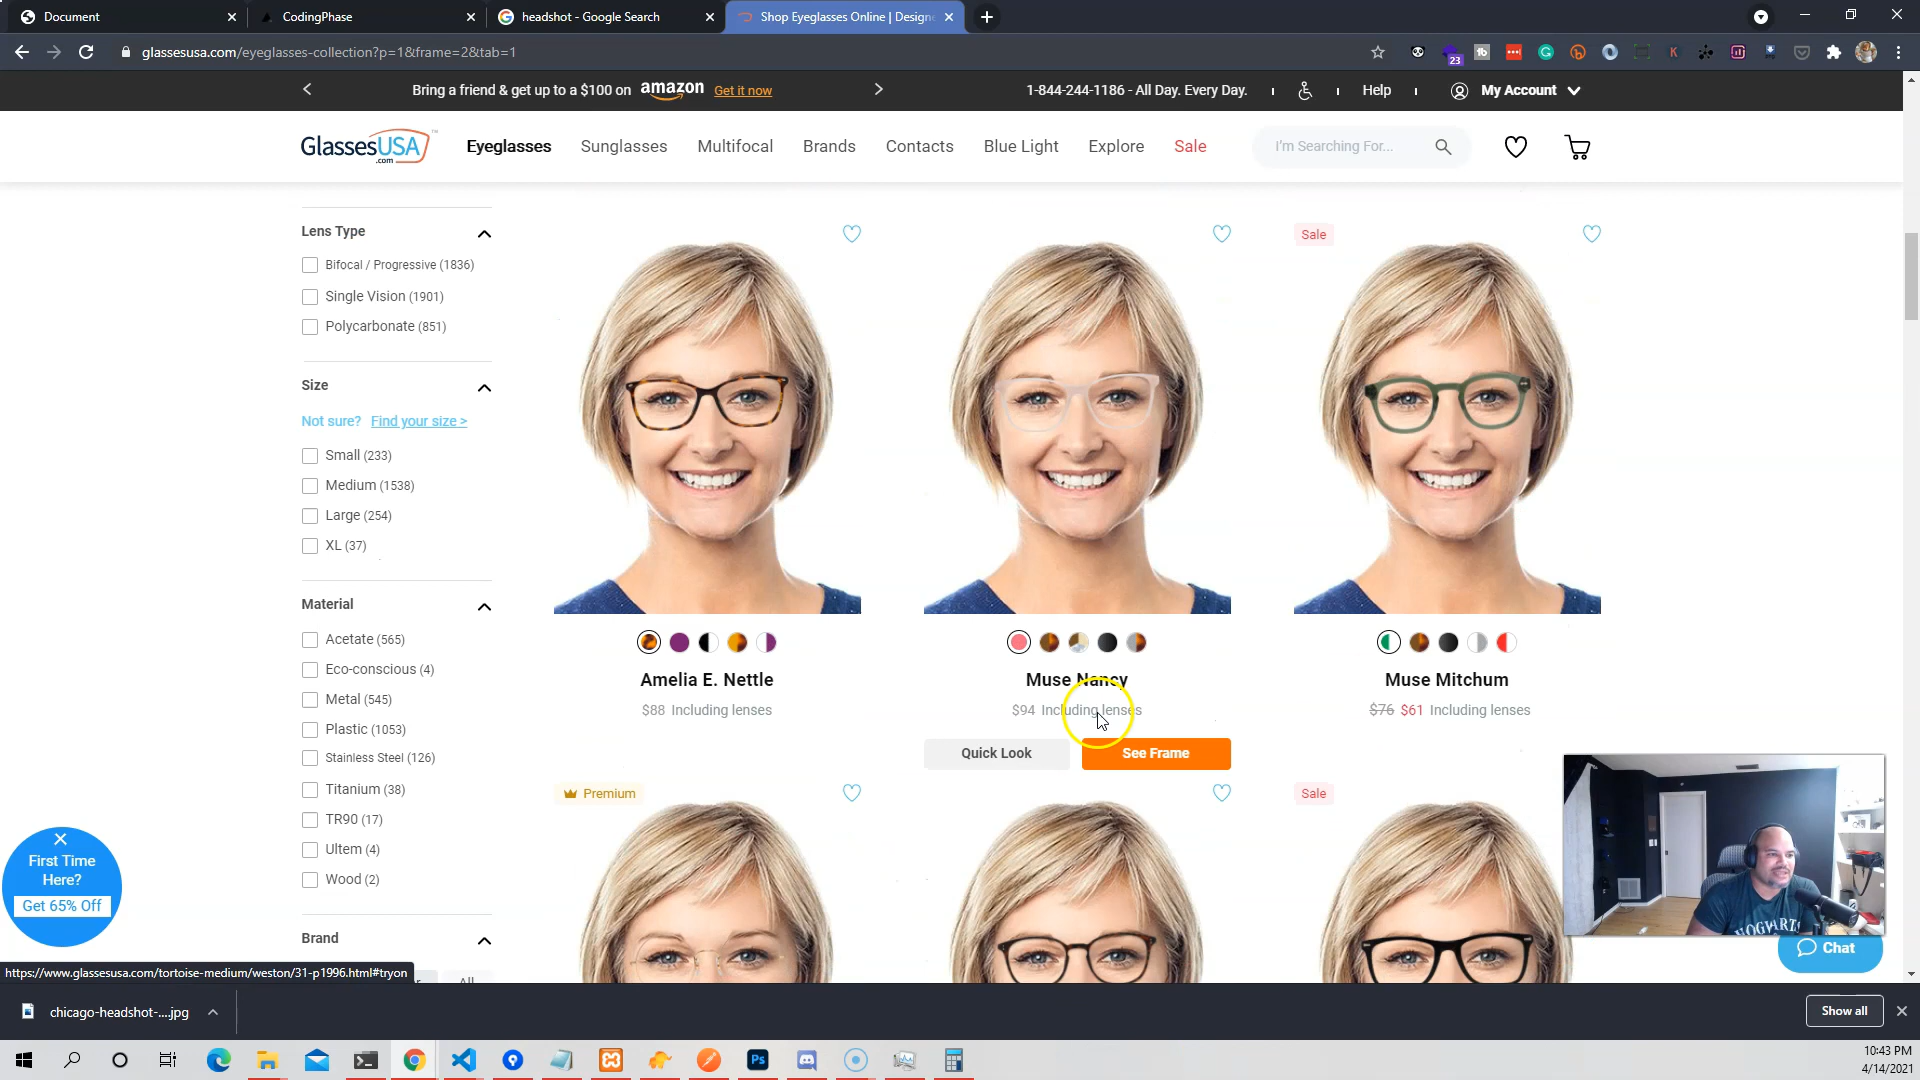 Document
CodingPhase
headshot - Google Search
Shop Eyeglasses Online | Design
glassesusa.com/eyeglasses-collection?p=1&frame=2&tab=1
23
Bring a friend & get up to a $100 on amazon Get it now
1-844-244-1186 - All Day. Every Day.
Help
My Account
GlassesUSA
.com
Eyeglasses
Sunglasses
Multifocal
Brands
Contacts
Blue Light
Explore
Sale
I'm Searching For...
Lens Type
Bifocal / Progressive (1836)
Single Vision (1901)
Polycarbonate (851)
Size
Not sure? Find your size >
Small (233)
Medium (1538)
Large (254)
XL (37)
Material
Acetate (565)
Eco-conscious (4)
Metal (545)
Plastic (1053)
Stainless Steel (126)
Titanium (38)
TR90 (17)
Ultem (4)
Wood (2)
Brand
Sale
Amelia E. Nettle
$88 Including lenses
Muse Nancy
$94 Including lenses
Quick Look
See Frame
Muse Mitchum
$76 $61 Including lenses
Premium
Sale
First Time
Here?
Get 65% Off
HOGWARTS
Chat
https://www.glassesusa.com/tortoise-medium/weston/31-p1996.html#tryon
chicago-headshot-....jpg
Show all
Ps
10:43 PM
4/14/2021